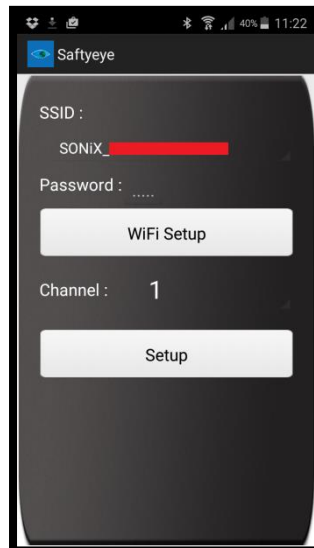 40% 11:22
Saftyeye
SSID :
SONiX_
Password : .....
WiFi Setup
Channel : 1
Setup